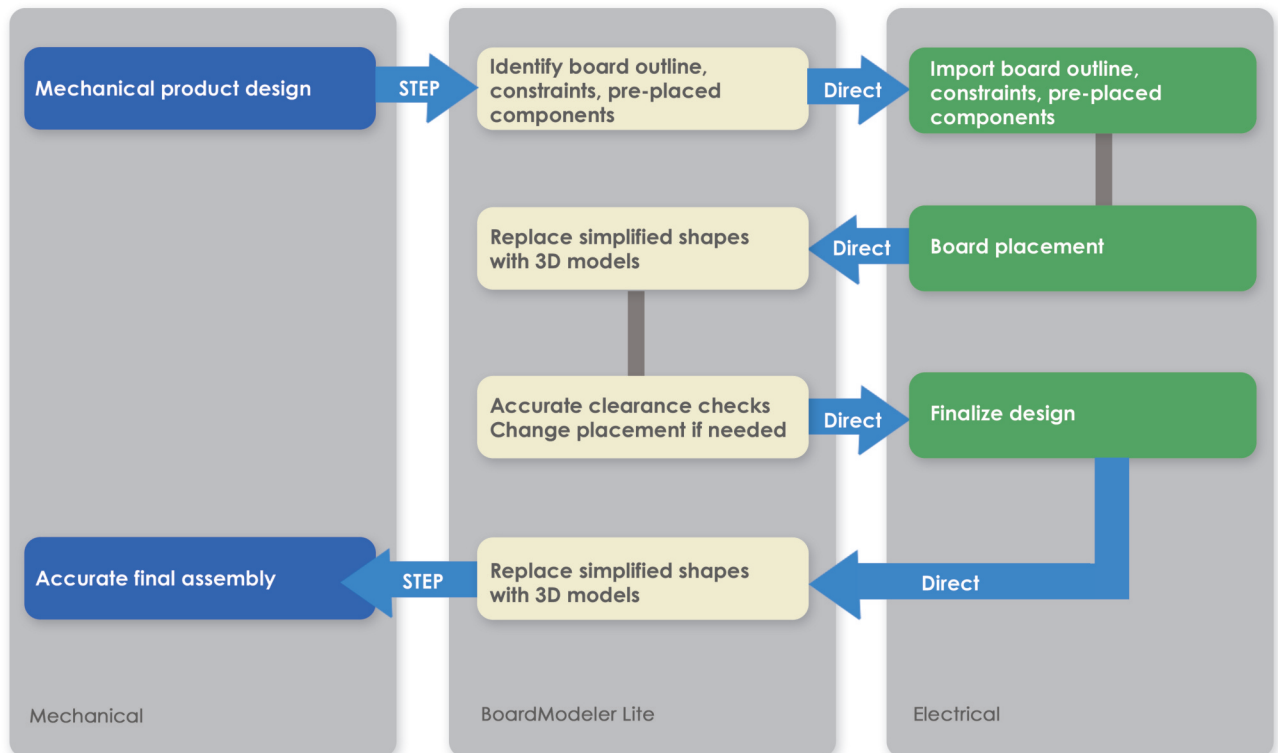 Mechanical product design
STEP
Identify board outline,
constraints, pre-placed
components
Direct
Import board outline,
constraints, pre-placed
components
Replace simplified shapes
with 3D models
Direct
Board placement
Accurate clearance checks
Change placement if needed
Direct
Finalize design
Accurate final assembly
STEP
Replace simplified shapes
with 3D models
Direct
Mechanical
BoardModeler Lite
Electrical